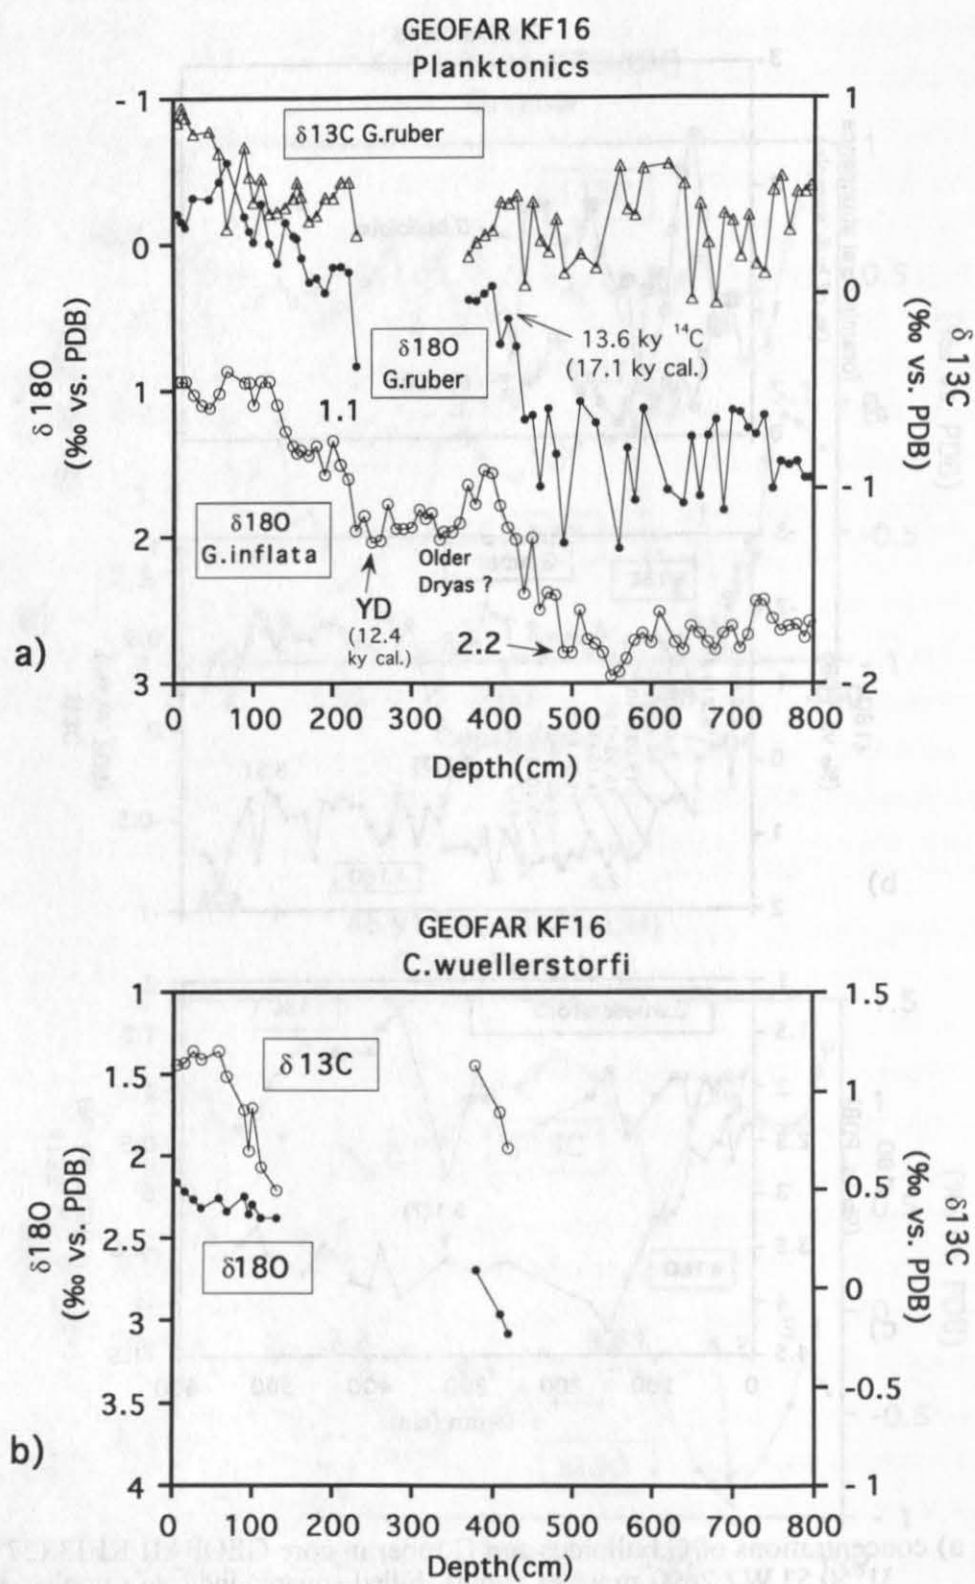 GEOFAR KF16
Planktonics
-1
0
1
2
3
δ18O
(‰ vs. PDB)
δ13C G.ruber
δ18O
G.ruber
13.6 ky ¹⁴C
(17.1 ky cal.)
1.1
δ18O
G.inflata
YD
(12.4
ky cal.)
Older
Dryas ?
2.2
1
0
-1
-2
δ 13C
(‰ vs. PDB)
a)
0 100 200 300 400 500 600 700 800
Depth(cm)
GEOFAR KF16
C.wuellerstorfi
1
1.5
2
2.5
3
3.5
4
δ18O
(‰ vs. PDB)
δ13C
δ18O
1.5
1
0.5
0
-0.5
-1
δ13C
(‰ vs. PDB)
b)
0 100 200 300 400 500 600 700 800
Depth(cm)